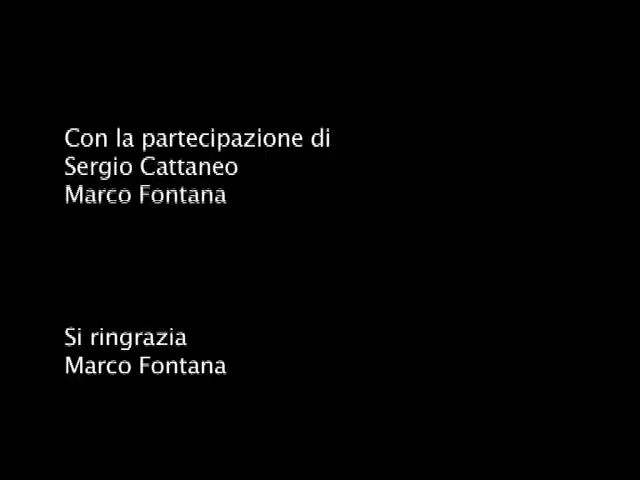 Con la partecipazione di
Sergio Cattaneo
Marco Fontana
Si ringrazia
Marco Fontana